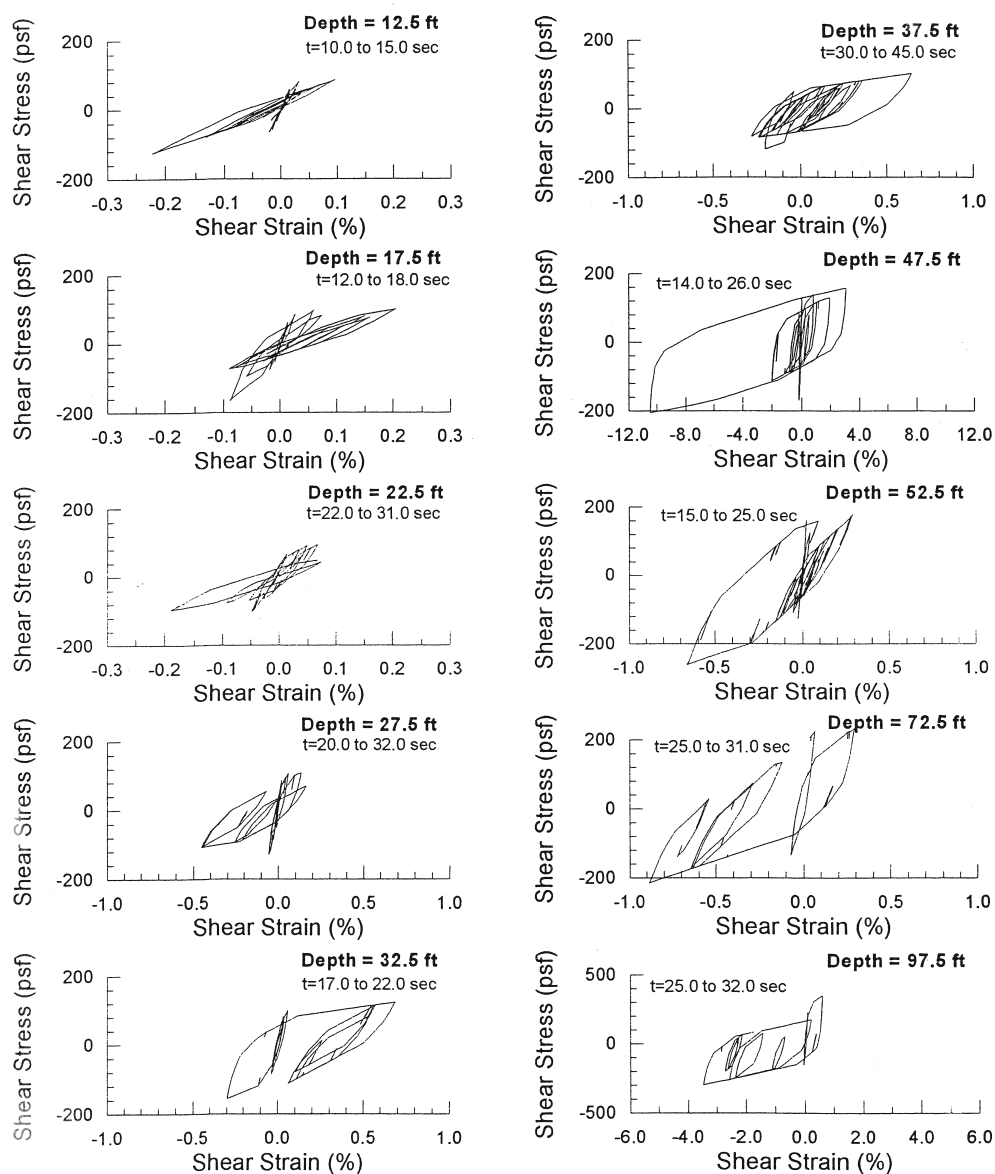 Depth = 12.5 ft
t=10.0 to 15.0 sec
Shear Stress (psf)
200
0
-200
-0.3 -0.2 -0.1 0.0 0.1 0.2 0.3
Shear Strain (%)
Depth = 17.5 ft
t=12.0 to 18.0 sec
Shear Stress (psf)
200
0
-200
-0.3 -0.2 -0.1 0.0 0.1 0.2 0.3
Shear Strain (%)
Depth = 22.5 ft
t=22.0 to 31.0 sec
Shear Stress (psf)
200
0
-200
-0.3 -0.2 -0.1 0.0 0.1 0.2 0.3
Shear Strain (%)
Depth = 27.5 ft
t=20.0 to 32.0 sec
Shear Stress (psf)
200
0
-200
-1.0 -0.5 0.0 0.5 1.0
Shear Strain (%)
Depth = 32.5 ft
t=17.0 to 22.0 sec
Shear Stress (psf)
200
0
-200
-1.0 -0.5 0.0 0.5 1.0
Shear Strain (%)
Depth = 37.5 ft
t=30.0 to 45.0 sec
Shear Stress (psf)
200
0
-200
-1.0 -0.5 0.0 0.5 1.0
Shear Strain (%)
Depth = 47.5 ft
t=14.0 to 26.0 sec
Shear Stress (psf)
200
0
-200
-12.0 -8.0 -4.0 0.0 4.0 8.0 12.0
Shear Strain (%)
Depth = 52.5 ft
t=15.0 to 25.0 sec
Shear Stress (psf)
200
0
-200
-1.0 -0.5 0.0 0.5 1.0
Shear Strain (%)
Depth = 72.5 ft
t=25.0 to 31.0 sec
Shear Stress (psf)
200
0
-200
-1.0 -0.5 0.0 0.5 1.0
Shear Strain (%)
Depth = 97.5 ft
t=25.0 to 32.0 sec
Shear Stress (psf)
500
0
-500
-6.0 -4.0 -2.0 0.0 2.0 4.0 6.0
Shear Strain (%)